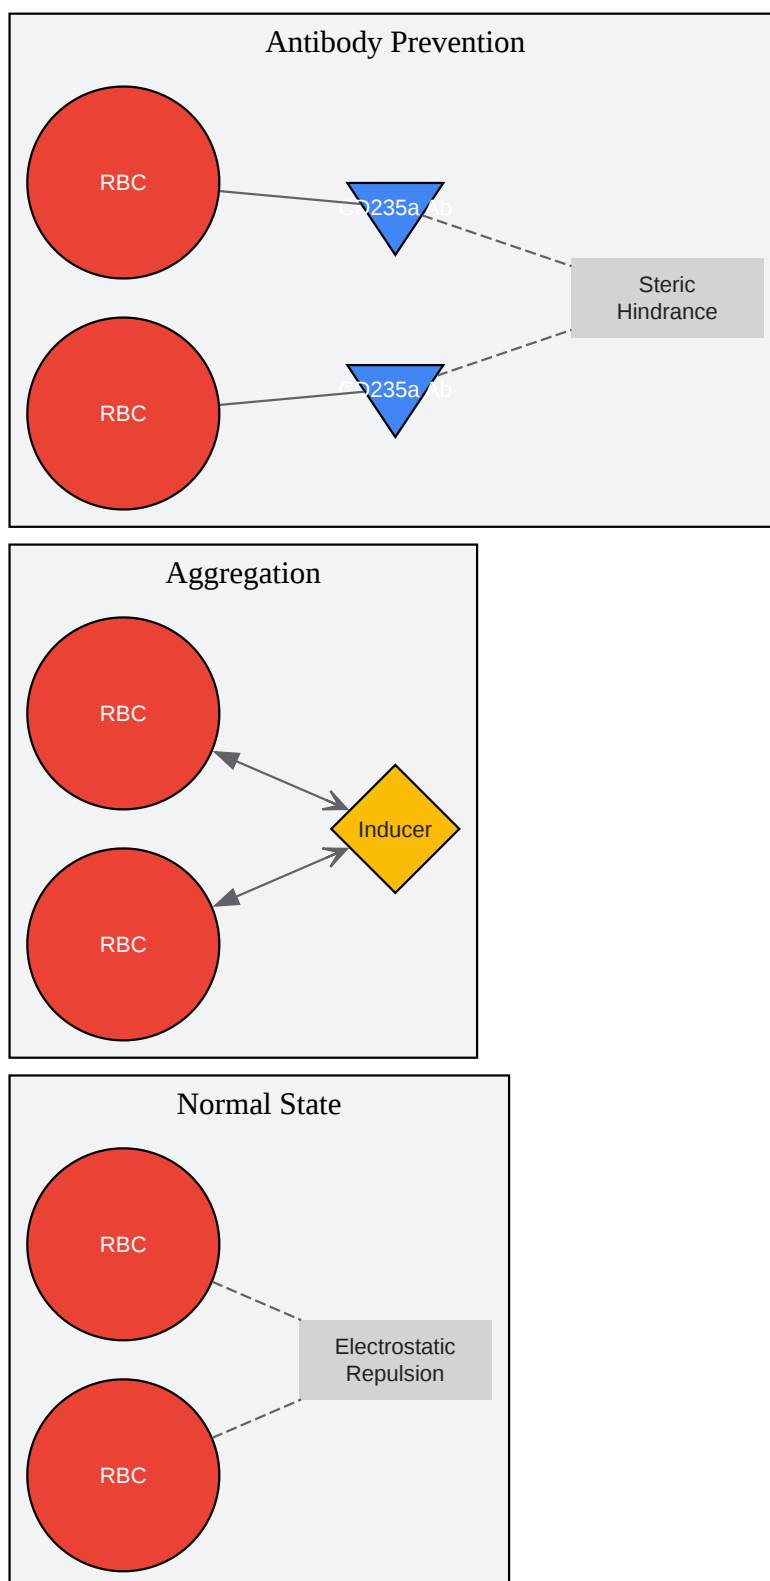 Antibody Prevention
RBC
CD235a Ab
Steric
Hindrance
RBC
CD235a Ab
Aggregation
RBC
Inducer
RBC
Normal State
RBC
Electrostatic
Repulsion
RBC